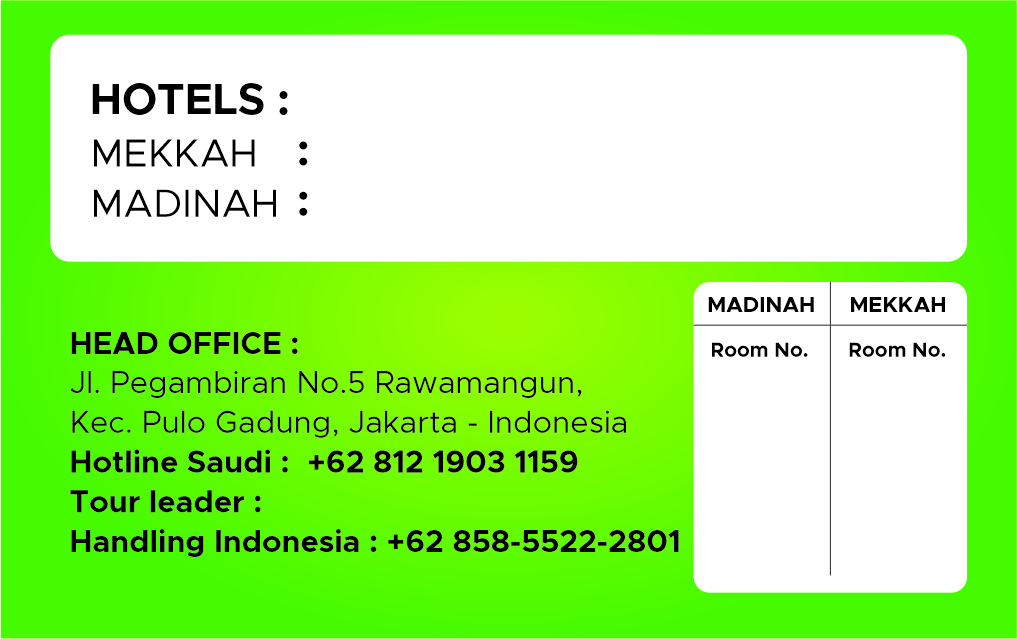 HOTELS :
MEKKAH :
MADINAH :
HEAD OFFICE :
Jl. Pegambiran No.5 Rawamangun,
Kec. Pulo Gadung, Jakarta - Indonesia
Hotline Saudi : +62 812 1903 1159
Tour leader :
Handling Indonesia : +62 858-5522-2801
MADINAH MEKKAH
Room No. Room No.